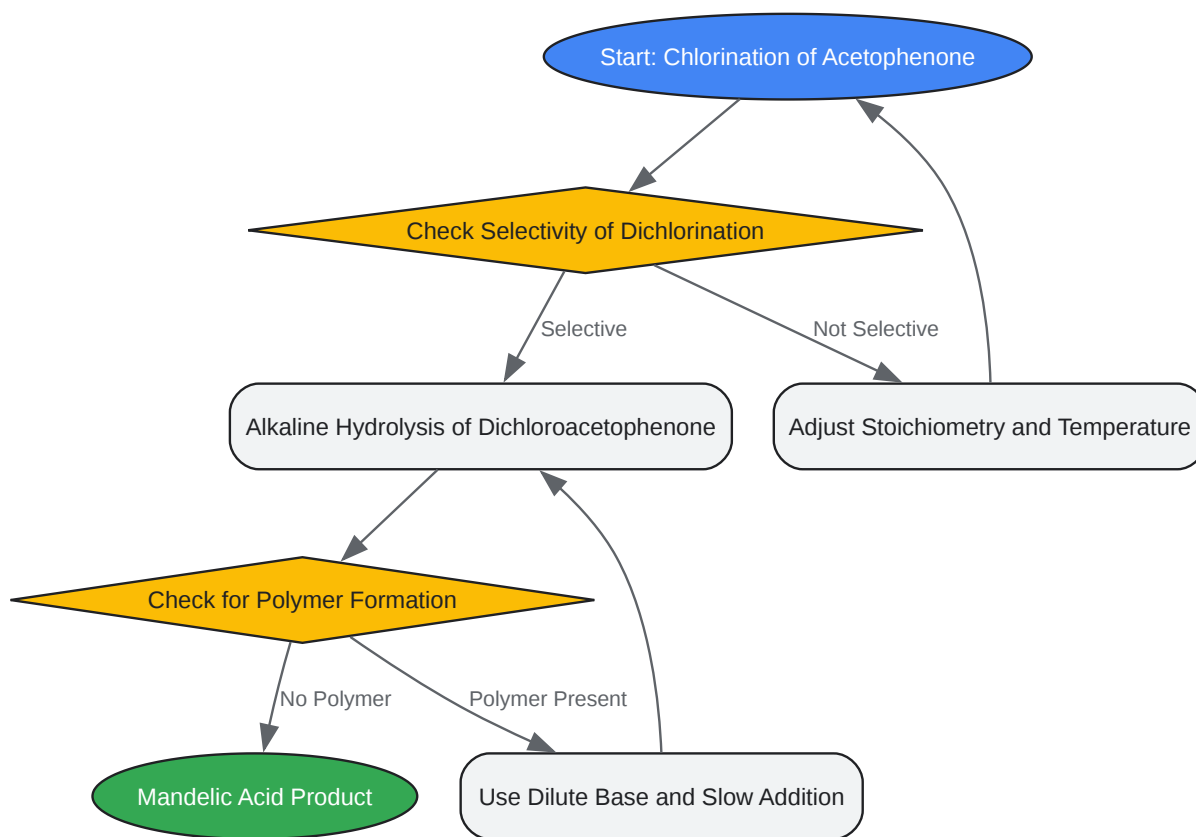 Start: Chlorination of Acetophenone
Check Selectivity of Dichlorination
Selective
Not Selective
Alkaline Hydrolysis of Dichloroacetophenone
Adjust Stoichiometry and Temperature
Check for Polymer Formation
No Polymer
Polymer Present
Mandelic Acid Product
Use Dilute Base and Slow Addition